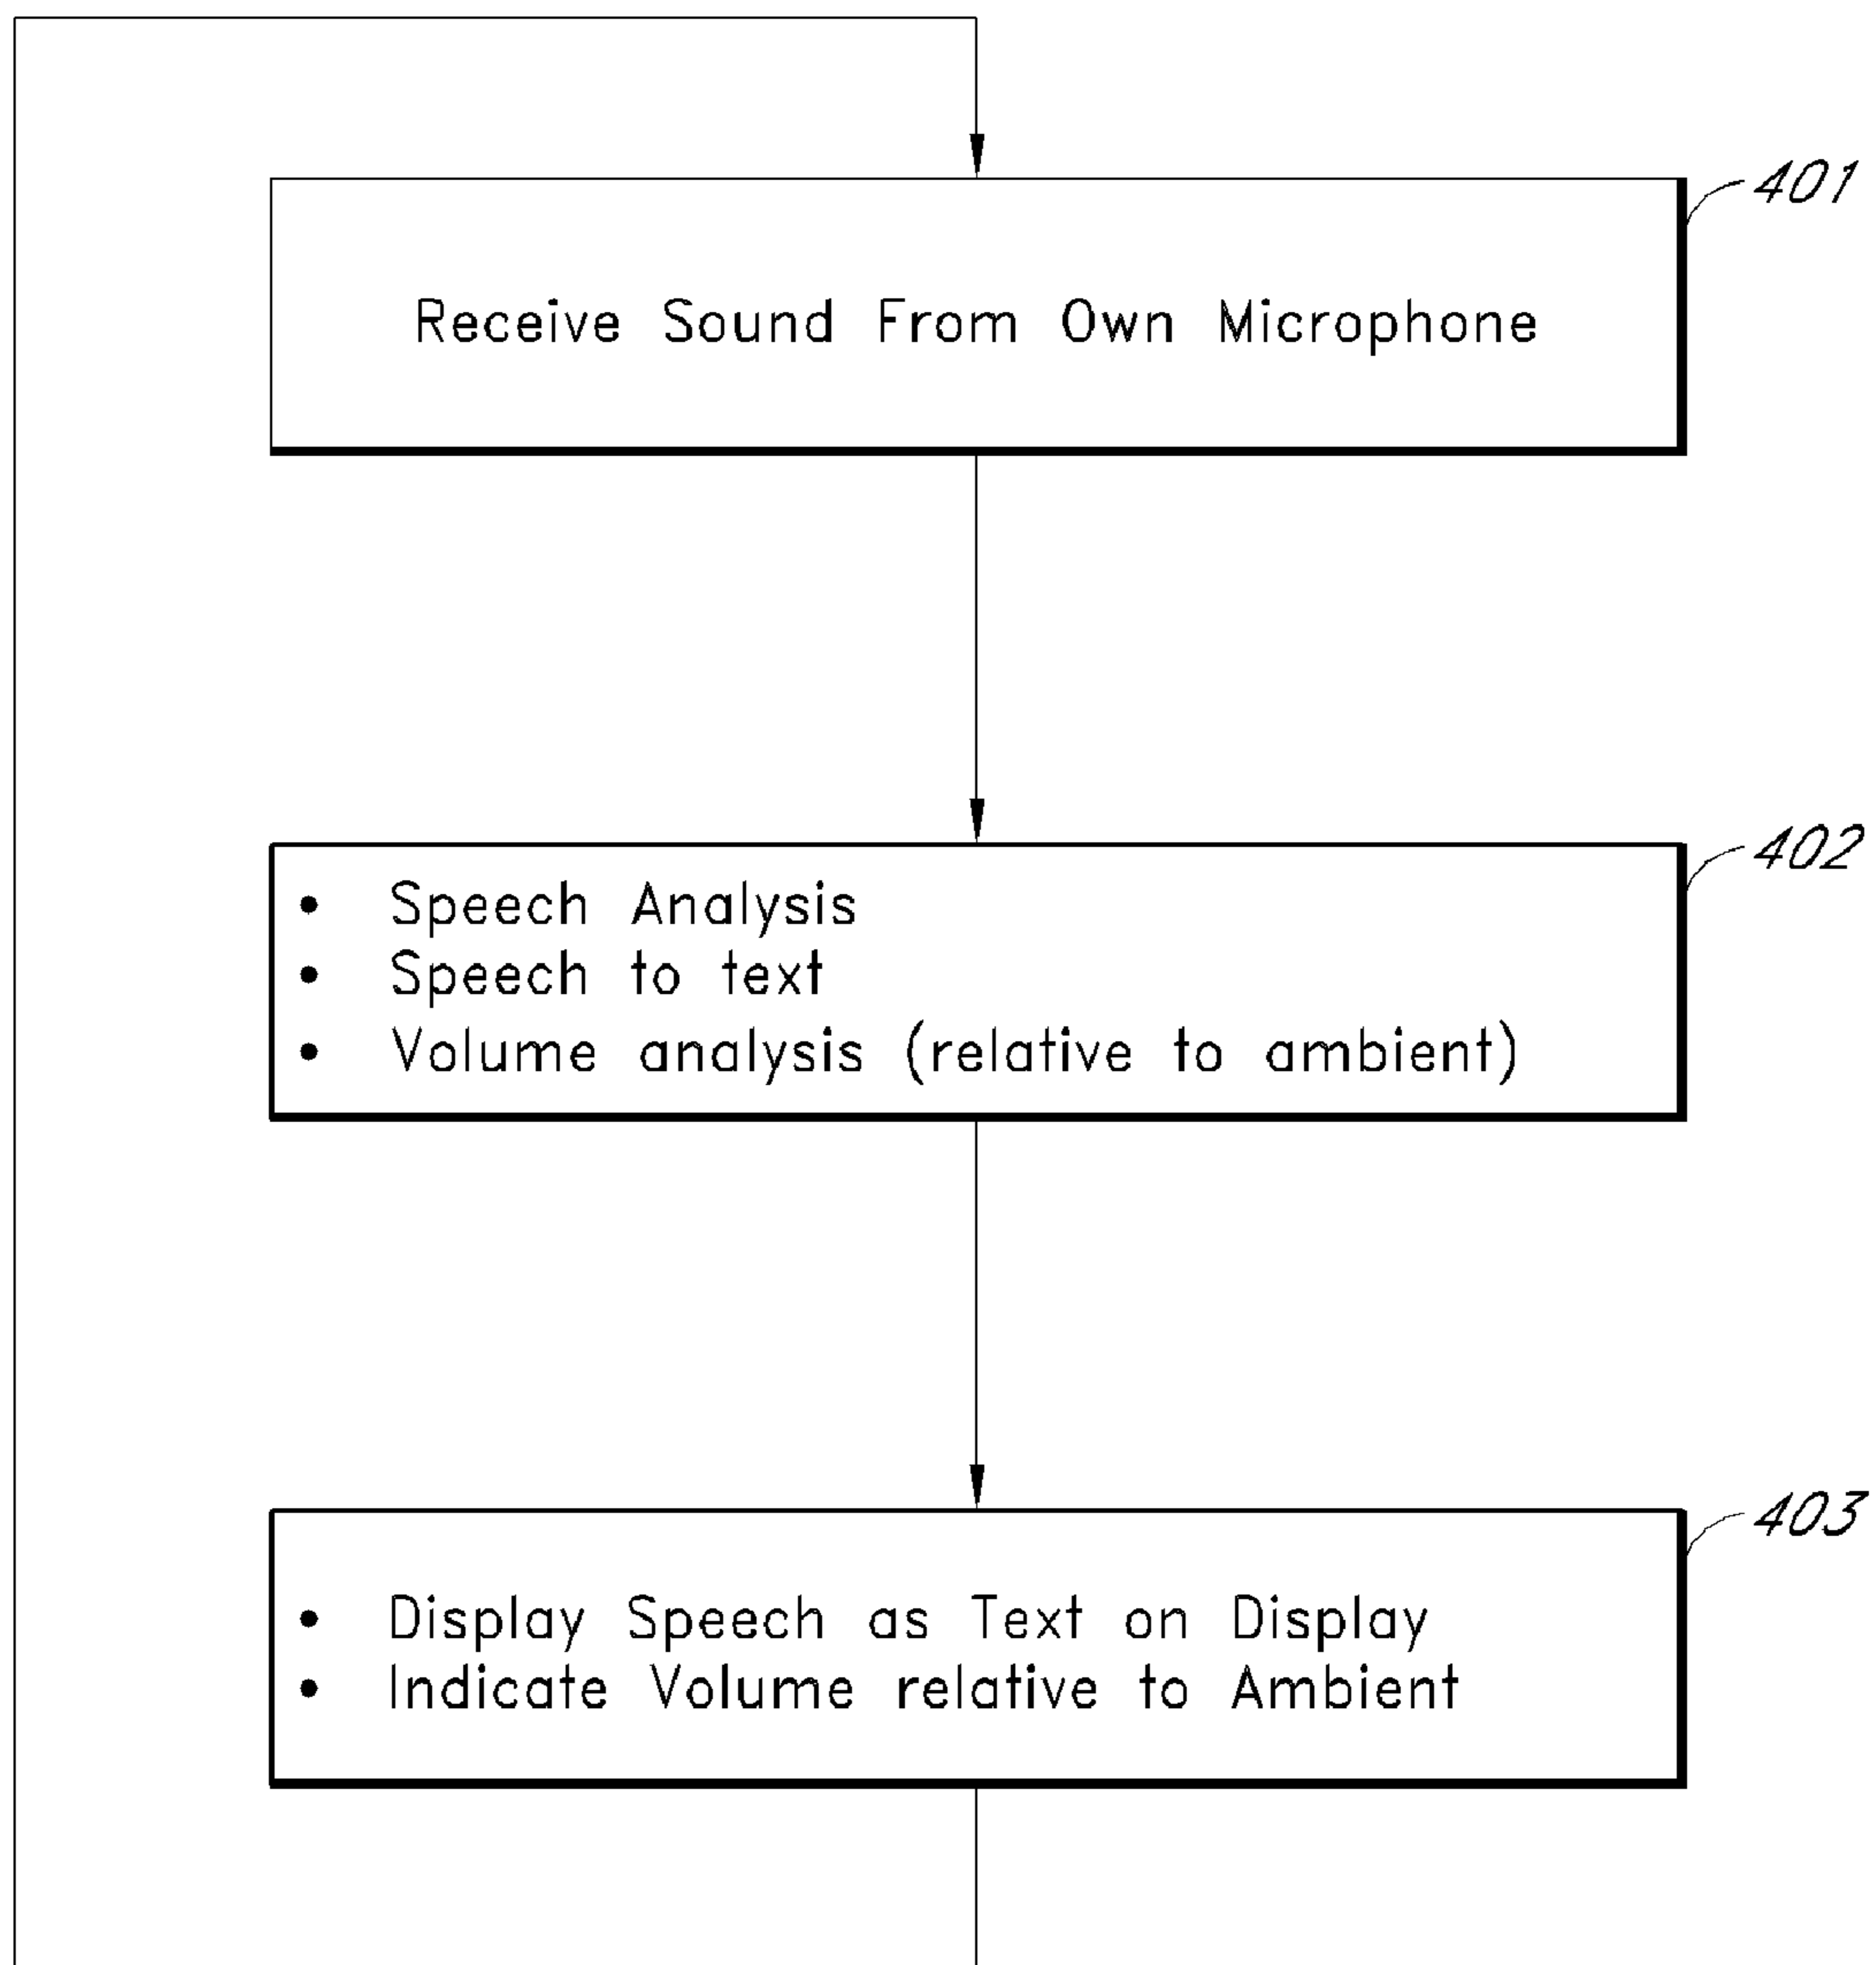 401
Receive Sound From Own Microphone
402
• Speech Analysis
• Speech to text
• Volume analysis (relative to ambient)
403
• Display Speech as Text on Display
• Indicate Volume relative to Ambient